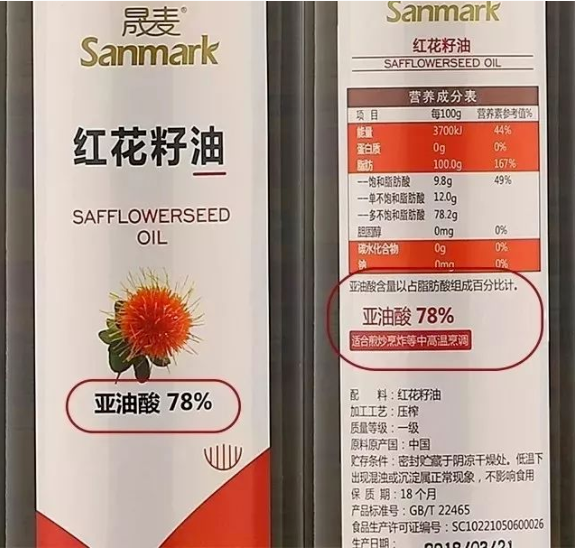 晟麦®
Sanmark
红花籽油
SAFFLOWERSEED
OIL
亚油酸 78%
Sanmark
红花籽油
SAFFLOWERSEED OIL
营养成分表
项 目 每100g 营养素参考值%
能量 3700kJ 44%
蛋白质 0g 0%
脂肪 100.0g 167%
--饱和脂肪酸 9.8g 49%
--单不饱和脂肪酸 12.0g
--多不饱和脂肪酸 78.2g
胆固醇 0mg 0%
碳水化合物 0g 0%
钠 0mg 0%
亚油酸含量以占脂肪酸组成百分比计。
亚油酸 78%
适合煎炒烹炸等中高温烹调
配 料：红花籽油
加工工艺：压榨
质量等级：一级
原料原产国：中国
贮存条件：密封贮藏于阴凉干燥处。低温下
出现混浊或沉淀属正常现象，不影响食用
保 质 期：18个月
产品标准号：GB/T 22465
食品生产许可证编号：SC10221050600026
生产日期：2018/03/21